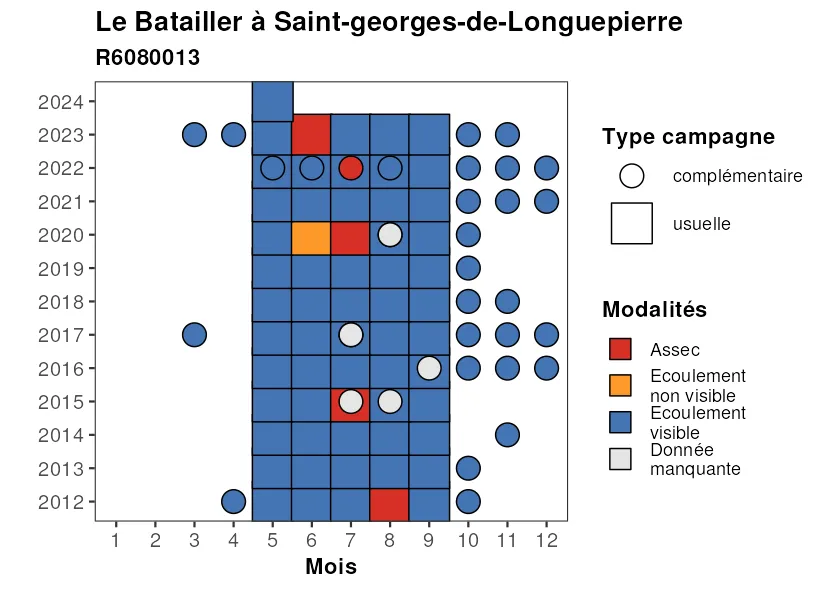 Le Batailler à Saint-georges-de-Longuepierre
R6080013
2024
2023
2022
2021
2020
2019
2018
2017
2016
2015
2014
2013
2012
1 2 3 4 5 6 7 8 9 10 11 12
Mois
Type campagne
complémentaire
usuelle
Modalités
Assec
Ecoulement
non visible
Ecoulement
visible
Donnée
manquante